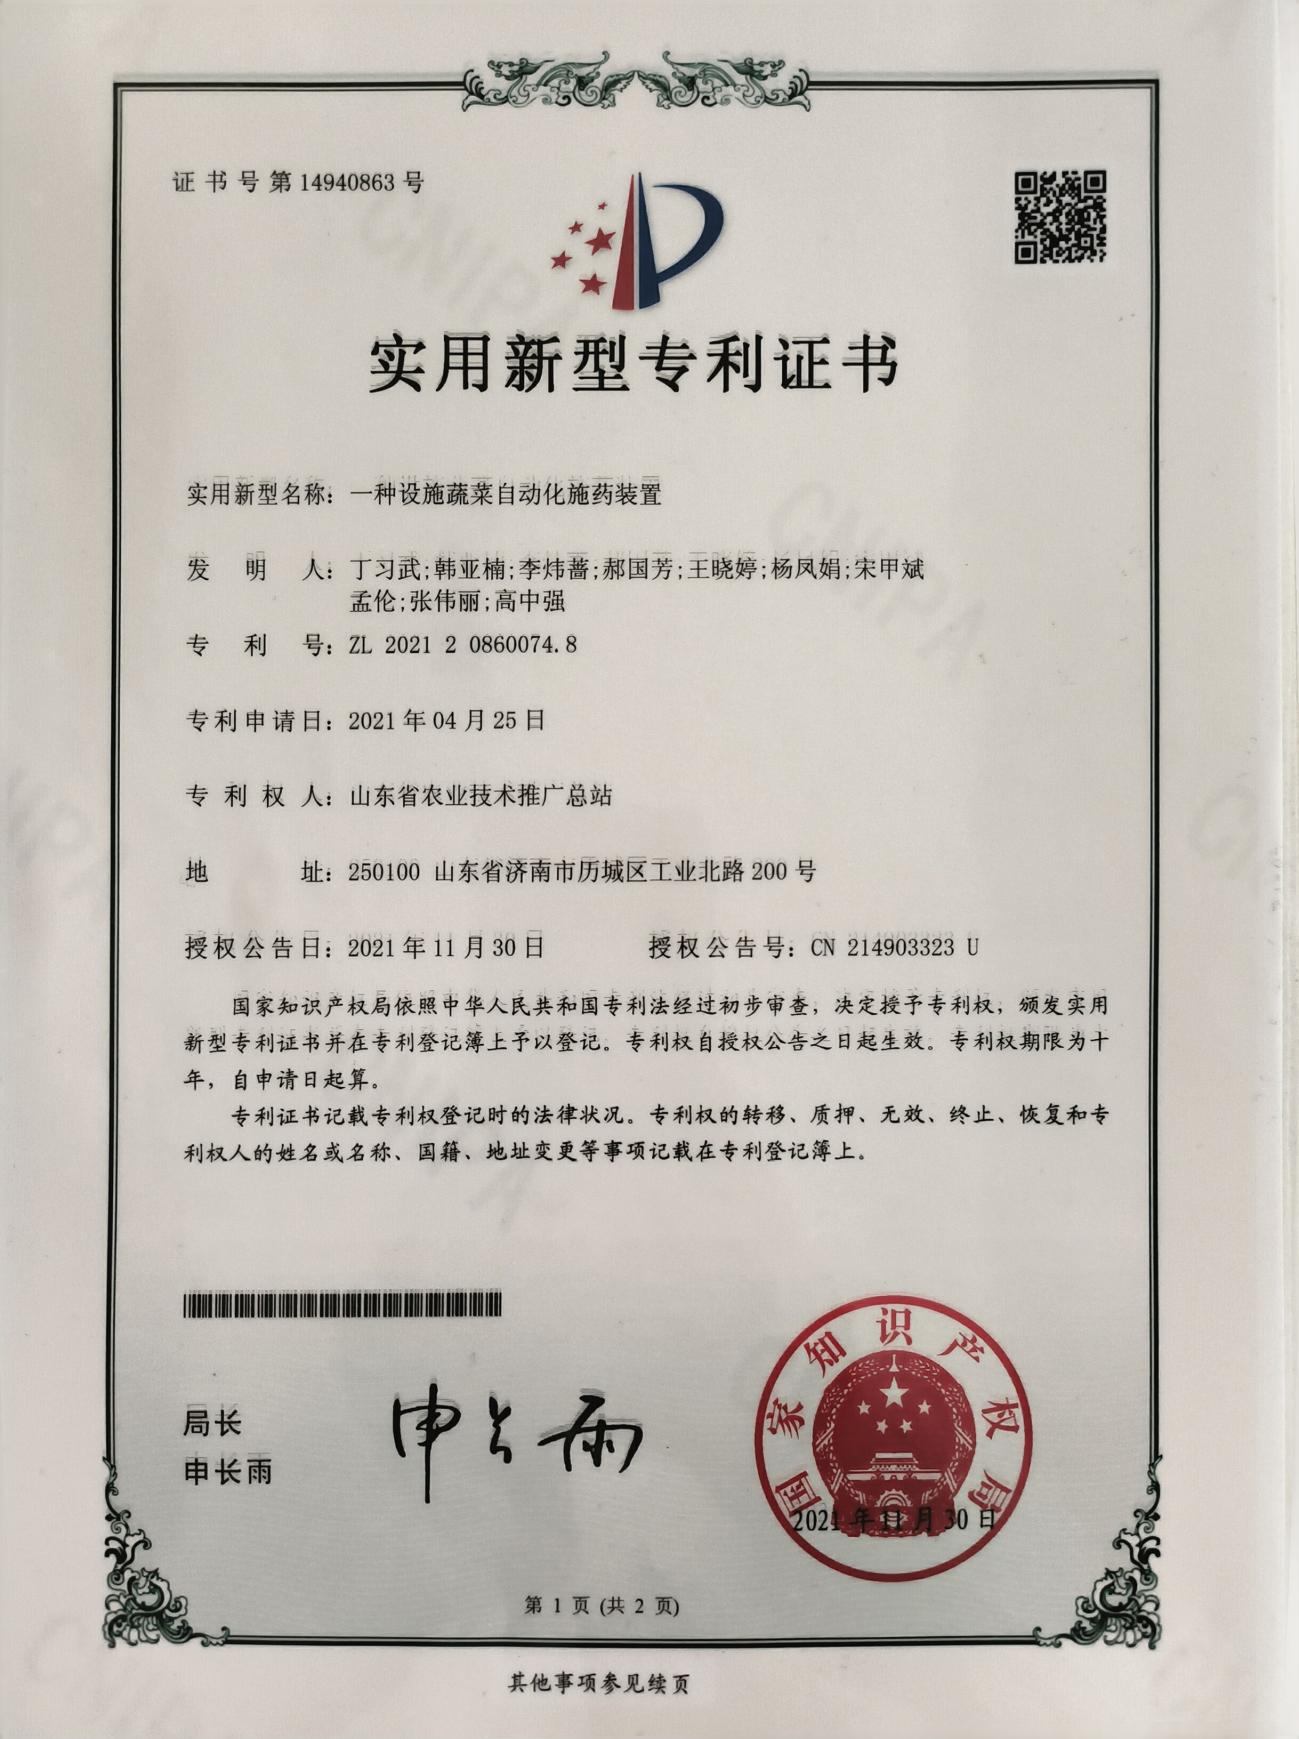 证书号第14940863号
实用新型专利证书
实用新型名称：一种设施蔬菜自动化施药装置
发明人：丁习武;韩亚楠;李炜蔷;郝国芳;王晓婷;杨凤娟;宋甲斌
孟伦;张伟丽;高中强
专利号：ZL 2021 2 0860074.8
专利申请日：2021年04月25日
专利权人：山东省农业技术推广总站
地址：250100 山东省济南市历城区工业北路200号
授权公告日：2021年11月30日 授权公告号：CN 214903323 U
国家知识产权局依照中华人民共和国专利法经过初步审查，决定授予专利权，颁发实用
新型专利证书并在专利登记簿上予以登记。专利权自授权公告之日起生效。专利权期限为十
年，自申请日起算。
专利证书记载专利权登记时的法律状况。专利权的转移、质押、无效、终止、恢复和专
利权人的姓名或名称、国籍、地址变更等事项记载在专利登记簿上。
局长
申长雨
申长雨
国家知识产权局
2021年11月30日
第 1 页 (共 2 页)
其他事项参见续页
CNIPA
CNIPA